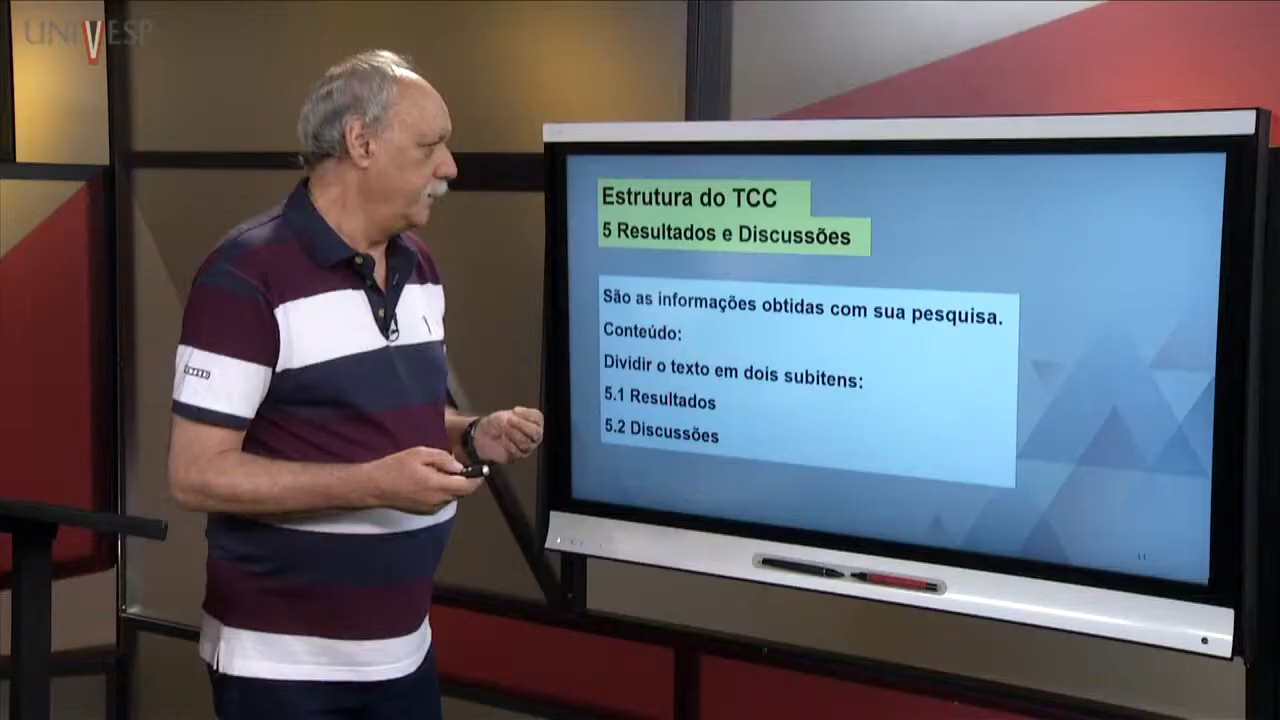 UNIVESP
Estrutura do TCC
5 Resultados e Discussões
São as informações obtidas com sua pesquisa.
Conteúdo:
Dividir o texto em dois subitens:
5.1 Resultados
5.2 Discussões
11